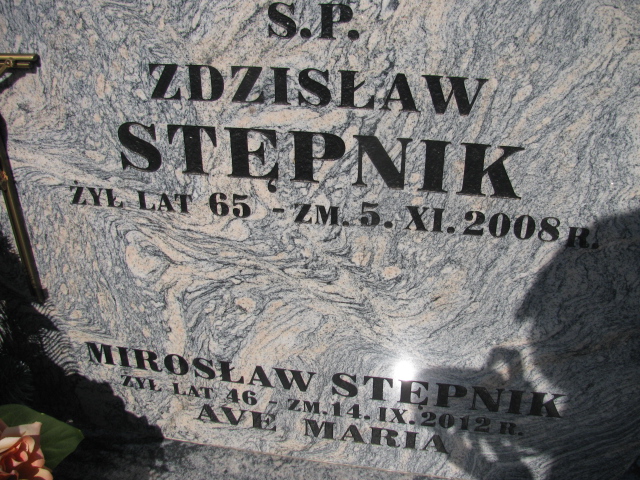 S.P.
ZDZISŁAW
STĘPNIK
ŻYŁ LAT 65 - ZM. 5. XI. 2008 R.
MIROSŁAW STĘPNIK
ŻYŁ LAT 46 ZM. 14. IX. 2012 R.
AVE MARIA